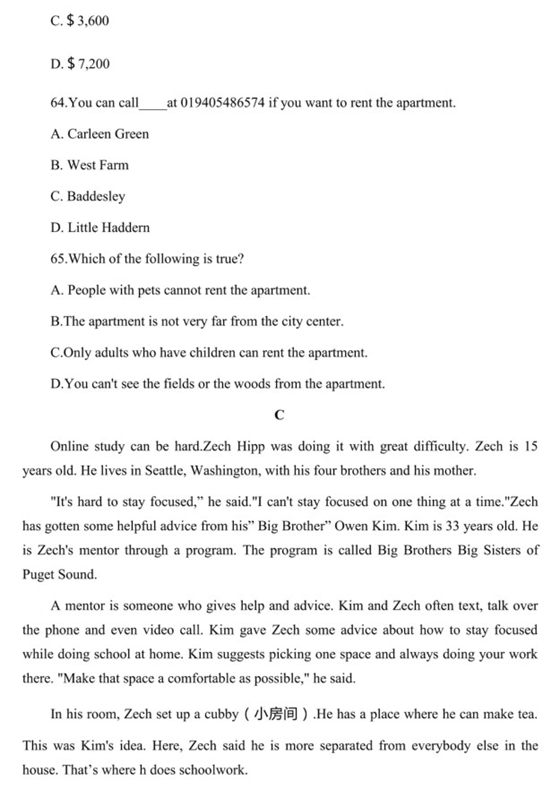 C. $ 3,600
D. $ 7,200
64.You can call____at 019405486574 if you want to rent the apartment.
A. Carleen Green
B. West Farm
C. Baddesley
D. Little Haddern
65.Which of the following is true?
A. People with pets cannot rent the apartment.
B.The apartment is not very far from the city center.
C.Only adults who have children can rent the apartment.
D.You can't see the fields or the woods from the apartment.
C
Online study can be hard.Zech Hipp was doing it with great difficulty. Zech is 15
years old. He lives in Seattle, Washington, with his four brothers and his mother.
"It's hard to stay focused,” he said."I can't stay focused on one thing at a time."Zech
has gotten some helpful advice from his” Big Brother” Owen Kim. Kim is 33 years old. He
is Zech's mentor through a program. The program is called Big Brothers Big Sisters of
Puget Sound.
A mentor is someone who gives help and advice. Kim and Zech often text, talk over
the phone and even video call. Kim gave Zech some advice about how to stay focused
while doing school at home. Kim suggests picking one space and always doing your work
there. "Make that space a comfortable as possible," he said.
In his room, Zech set up a cubby ( 小房间 ) .He has a place where he can make tea.
This was Kim's idea. Here, Zech said he is more separated from everybody else in the
house. That’s where h does schoolwork.